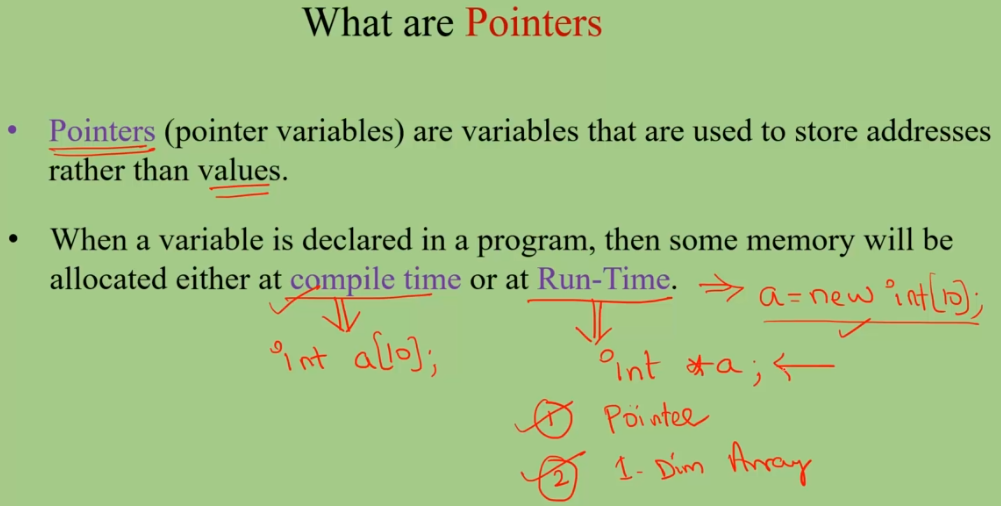 What are Pointers
• Pointers (pointer variables) are variables that are used to store addresses
rather than values.
• When a variable is declared in a program, then some memory will be
allocated either at compile time or at Run-Time. ⇒ a = new int[10];
int a[10];
int *a; ←
① Pointer
② 1-Dim Array